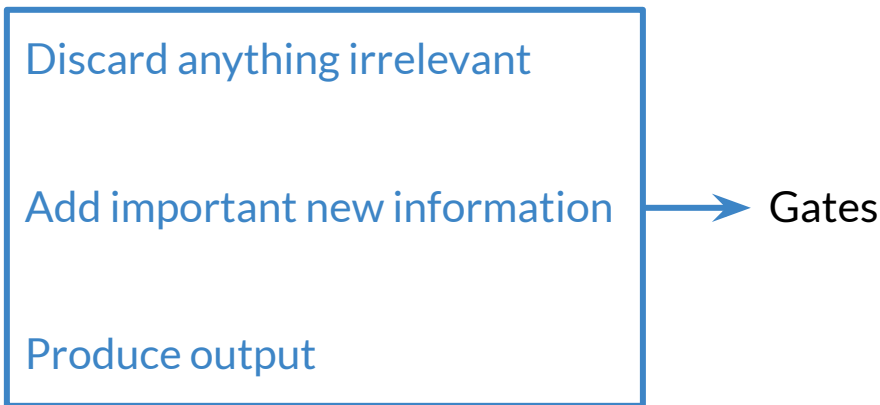 Discard anything irrelevant
Add important new information
Gates
Produce output